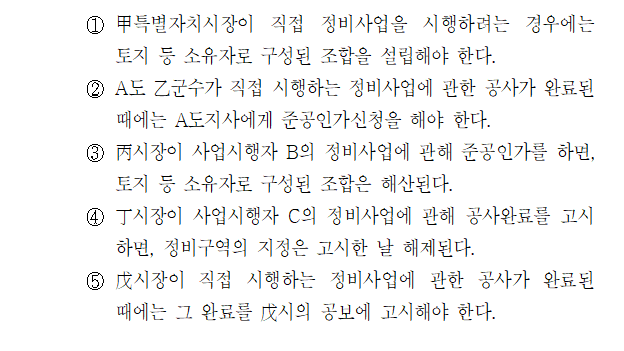 ① 甲특별자치시장이 직접 정비사업을 시행하려는 경우에는
토지 등 소유자로 구성된 조합을 설립해야 한다.
② A도 乙군수가 직접 시행하는 정비사업에 관한 공사가 완료된
때에는 A도지사에게 준공인가신청을 해야 한다.
③ 丙시장이 사업시행자 B의 정비사업에 관해 준공인가를 하면,
토지 등 소유자로 구성된 조합은 해산된다.
④ 丁시장이 사업시행자 C의 정비사업에 관해 공사완료를 고시
하면, 정비구역의 지정은 고시한 날 해제된다.
⑤ 戊시장이 직접 시행하는 정비사업에 관한 공사가 완료된
때에는 그 완료를 戊시의 공보에 고시해야 한다.